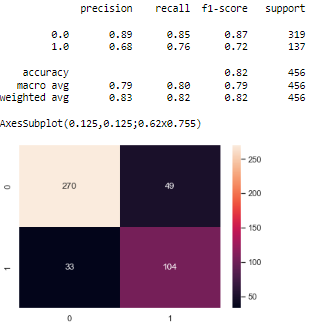 precision recall f1-score support
0.0 0.89 0.85 0.87 319
1.0 0.68 0.76 0.72 137
accuracy 0.82 456
macro avg 0.79 0.80 0.79 456
weighted avg 0.83 0.82 0.82 456
AxesSubplot(0.125,0.125;0.62x0.755)
250
0 270 49
200
150
1 33 104
100
50
0 1